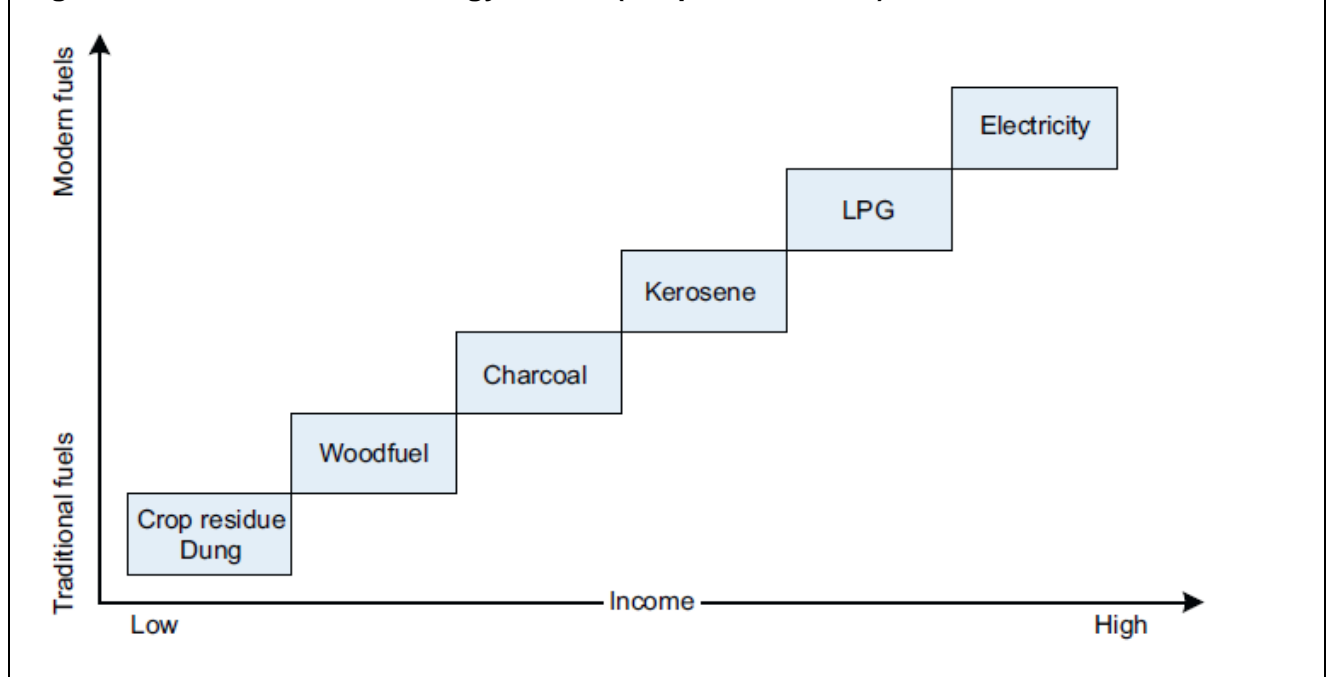 Modern fuels
Electricity
LPG
Kerosene
Charcoal
Woodfuel
Traditional fuels
Crop residue
Dung
Income
Low
High